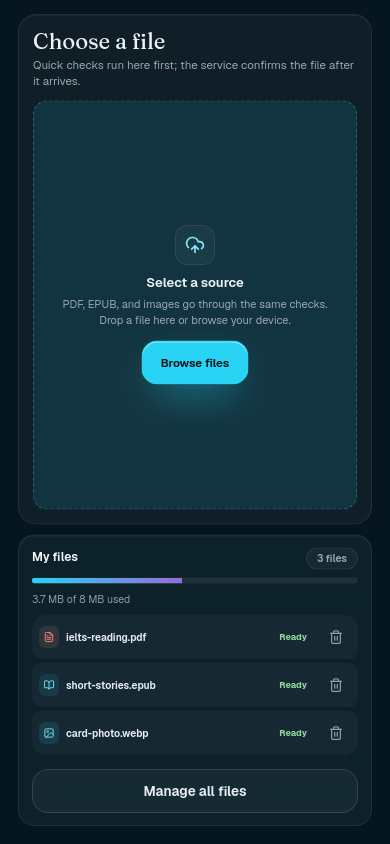 Choose a file
Quick checks run here first; the service confirms the file after
it arrives.
Select a source
PDF, EPUB, and images go through the same checks.
Drop a file here or browse your device.
Browse files
My files
3 files
3.7 MB of 8 MB used
ielts-reading.pdf
Ready
short-stories.epub
Ready
card-photo.webp
Ready
Manage all files